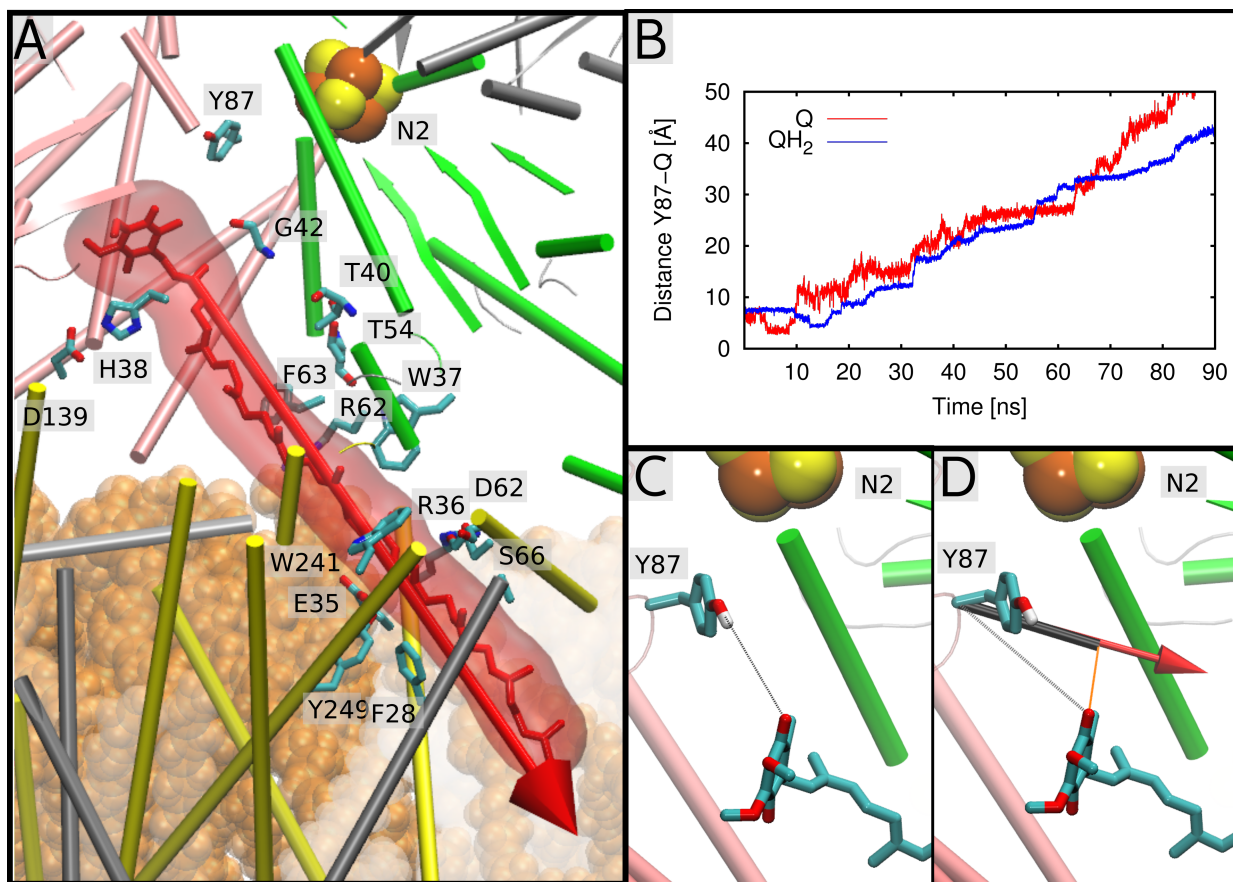 A
Y87
N2
G42
T40
T54
F63
W37
H38
R62
D139
R36
D62
W241
S66
E35
Y249
F28
B
50
40
30
20
10
0
Distance Y87-Q [Å]
Q
QH2
10 20 30 40 50 60 70 80 90
Time [ns]
C
N2
Y87
D
N2
Y87